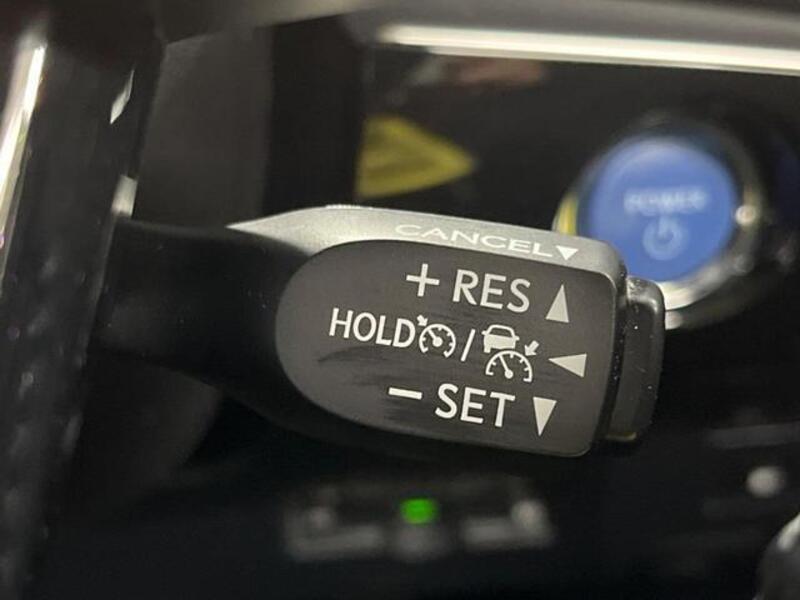 CANCEL▼
+ RES ▲
HOLD / ◀
− SET ▼
POWER